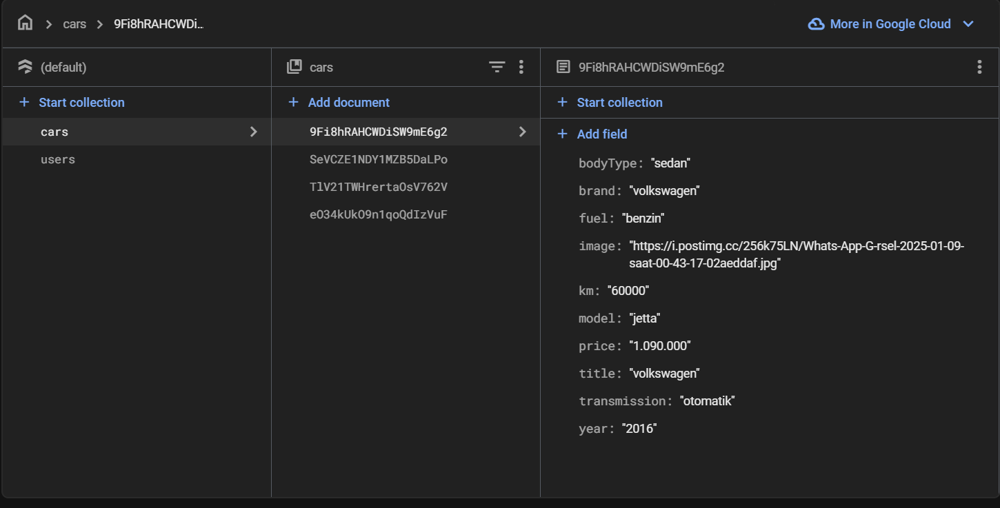 cars
9Fi8hRAHCWDi...
More in Google Cloud
(default)
cars
9Fi8hRAHCWDiSW9mE6g2
Start collection
Add document
Start collection
cars
users
9Fi8hRAHCWDiSW9mE6g2
SeVCZE1NDY1MZB5DaLPo
TlV21TWHrertaOsV762V
eO34kUkO9n1qoQdIzVuF
Add field
bodyType: "sedan"
brand: "volkswagen"
fuel: "benzin"
image: "https://i.postimg.cc/256k75LN/Whats-App-G-rsel-2025-01-09-
saat-00-43-17-02aeddaf.jpg"
km: "60000"
model: "jetta"
price: "1.090.000"
title: "volkswagen"
transmission: "otomatik"
year: "2016"